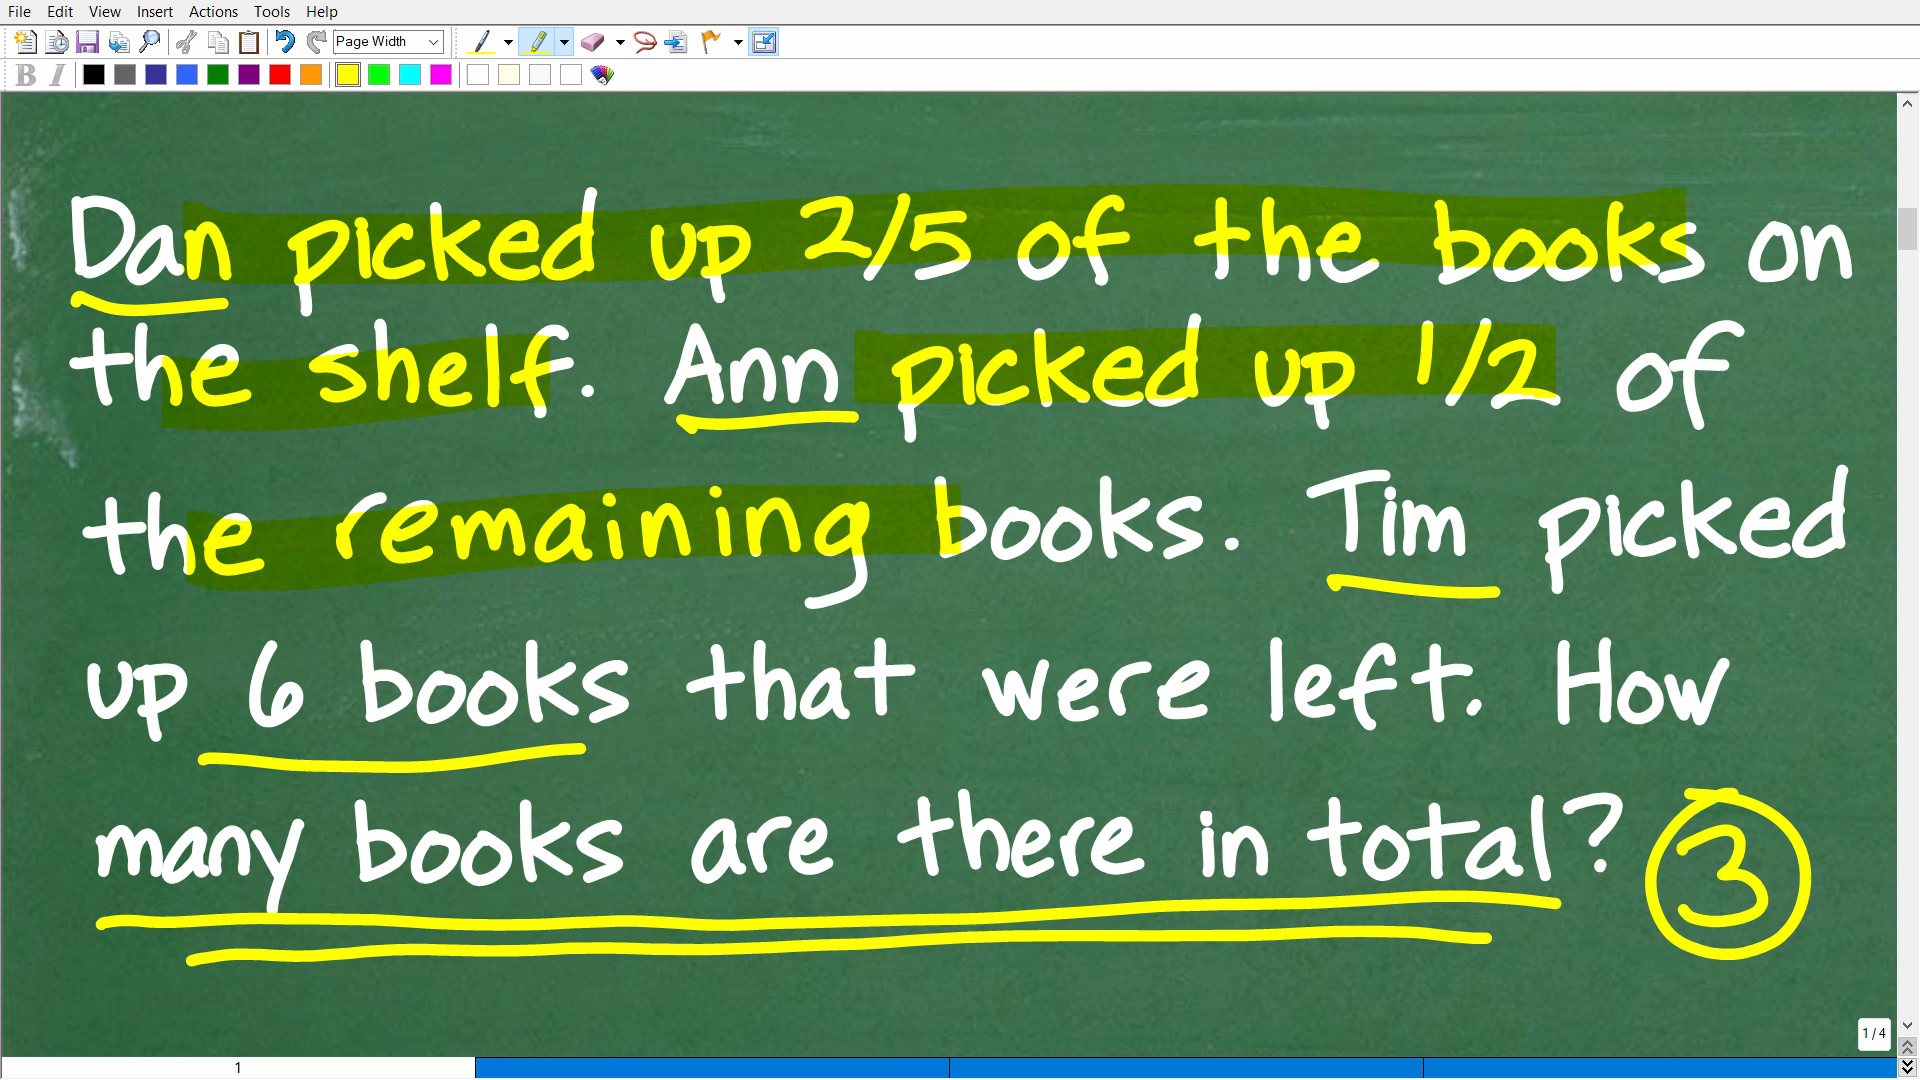 File Edit View Insert Actions Tools Help
Page Width
B I
Dan picked up 2/5 of the books on
the shelf. Ann picked up 1/2 of
the remaining books. Tim picked
up 6 books that were left. How
many books are there in total? 3
1 / 4
1